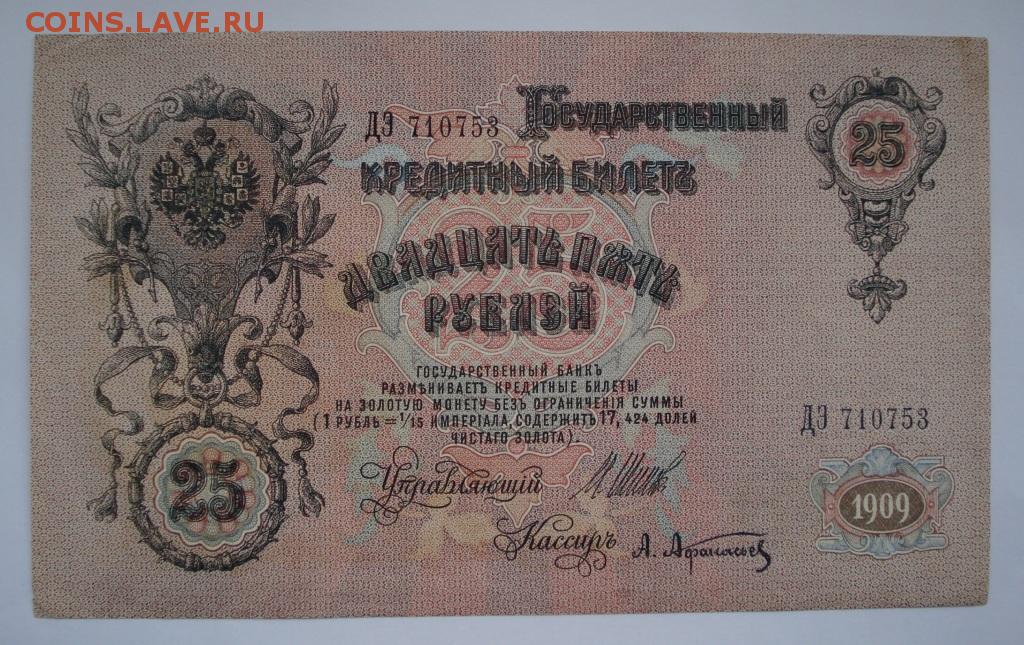 COINS.LAVE.RU
ДЭ 710753 Государственный
Кредитный Билетъ
25
Двадцать пять
рублей
25
Государственный Банкъ
размѣниваетъ кредитные билеты
на золотую монету безъ ограниченія суммы
(1 рубль = 1/15 имперіала, содержитъ 17,424 долей
чистаго золота).
ДЭ 710753
25
Управляющій И. Шипов
1909
Кассиръ А. Афанасьев